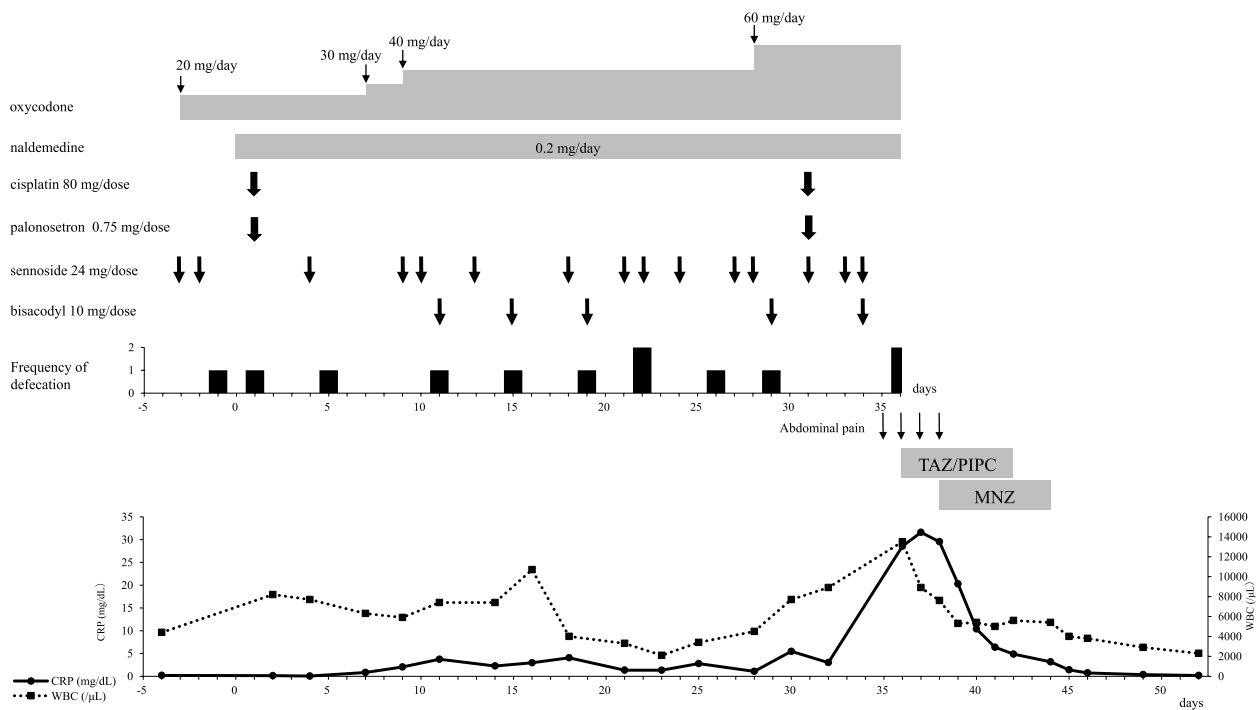 60 mg/day
40 mg/day
30 mg/day
20 mg/day
oxycodone
naldemedine
0.2 mg/day
cisplatin 80 mg/dose
palonosetron 0.75 mg/dose
sennoside 24 mg/dose
bisacodyl 10 mg/dose
Frequency of
defecation
2
1
0
-5 0 5 10 15 20 25 30 35
days
Abdominal pain
TAZ/PIPC
MNZ
35
30
25
20
15
10
5
0
CRP (mg/dL)
16000
14000
12000
10000
8000
6000
4000
2000
0
WBC (/μL)
-5 0 5 10 15 20 25 30 35 40 45 50
days
CRP (mg/dL)
WBC (/μL)